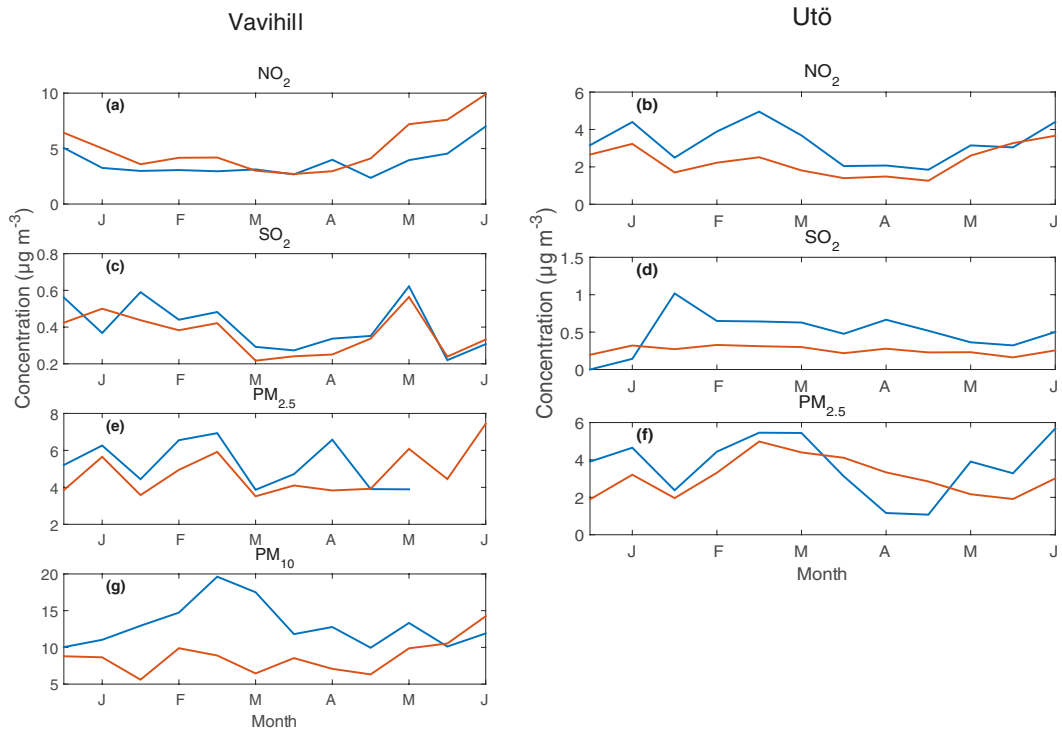 Vavihill
NO2
(a)
10
5
0
J F M A M J
SO2
(c)
0.8
0.6
0.4
0.2
J F M A M J
PM2.5
(e)
8
6
4
2
J F M A M J
PM10
(g)
20
15
10
5
J F M A M J
Month
Concentration (µg m-3)
Utö
NO2
(b)
6
4
2
0
J F M A M J
SO2
(d)
1.5
1
0.5
0
J F M A M J
PM2.5
(f)
6
4
2
0
J F M A M J
Month
Concentration (µg m-3)